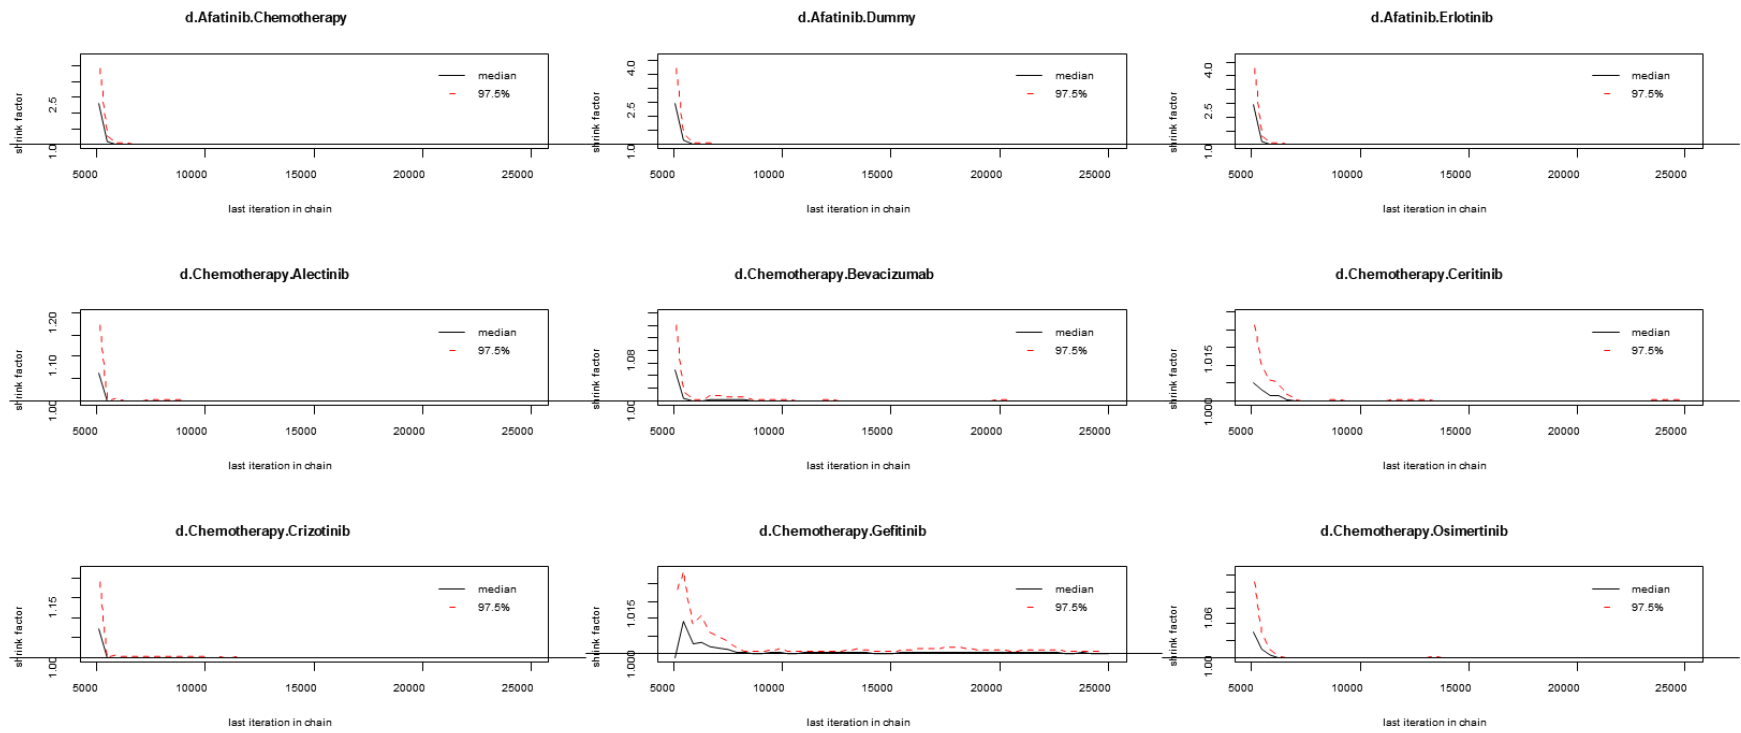 d.Afatinib.Chemotherapy
shrink factor
1.0
2.5
median
97.5%
5000 10000 15000 20000 25000
last iteration in chain
d.Afatinib.Dummy
shrink factor
1.0
2.5
4.0
median
97.5%
5000 10000 15000 20000 25000
last iteration in chain
d.Afatinib.Erlotinib
shrink factor
1.0
2.5
4.0
median
97.5%
5000 10000 15000 20000 25000
last iteration in chain
d.Chemotherapy.Alectinib
shrink factor
1.00
1.10
1.20
median
97.5%
5000 10000 15000 20000 25000
last iteration in chain
d.Chemotherapy.Bevacizumab
shrink factor
1.00
1.08
median
97.5%
5000 10000 15000 20000 25000
last iteration in chain
d.Chemotherapy.Ceritinib
shrink factor
1.000
1.015
median
97.5%
5000 10000 15000 20000 25000
last iteration in chain
d.Chemotherapy.Crizotinib
shrink factor
1.00
1.15
median
97.5%
5000 10000 15000 20000 25000
last iteration in chain
d.Chemotherapy.Gefitinib
shrink factor
1.000
1.015
median
97.5%
5000 10000 15000 20000 25000
last iteration in chain
d.Chemotherapy.Osimertinib
shrink factor
1.00
1.06
median
97.5%
5000 10000 15000 20000 25000
last iteration in chain